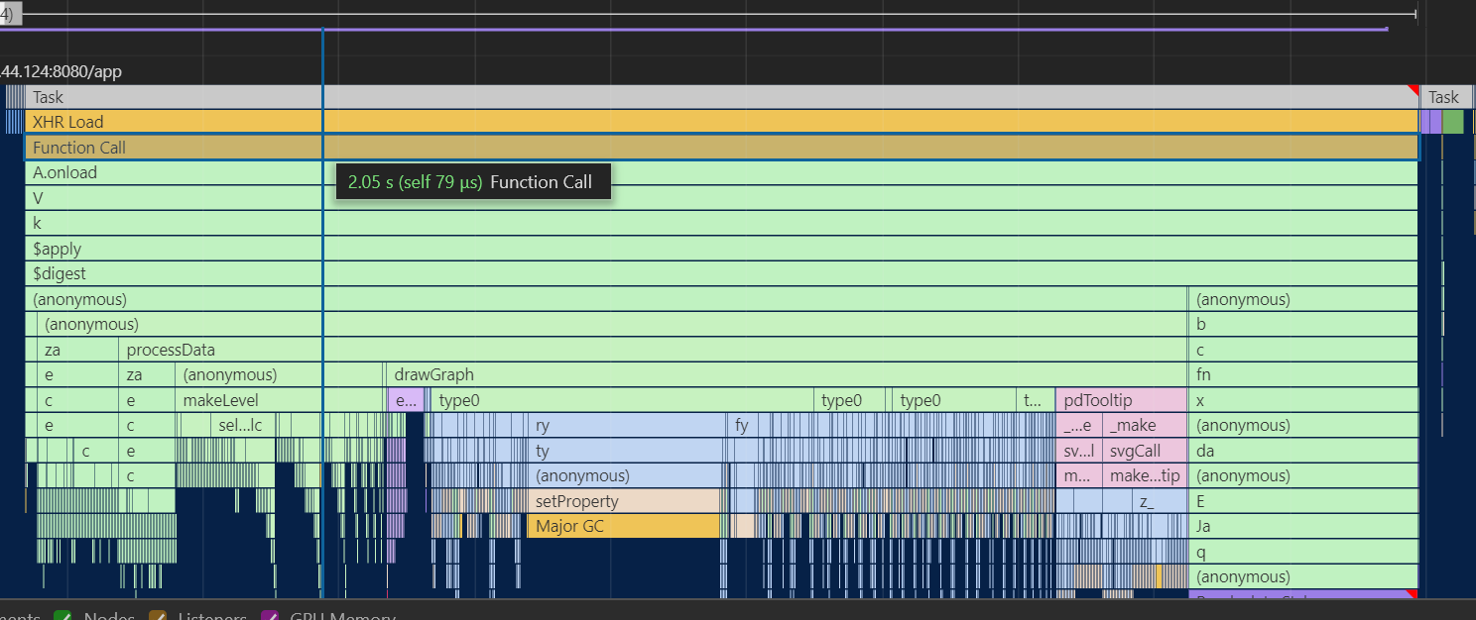 4)
.44.124:8080/app
Task Task
XHR Load
Function Call
A.onload
2.05 s (self 79 μs) Function Call
V
k
$apply
$digest
(anonymous) (anonymous)
(anonymous) b
za processData c
e za (anonymous) drawGraph fn
c e makeLevel e... type0 type0 type0 t... pdTooltip x
e c sel...lc ry fy _...e _make (anonymous)
c e ty sv...l svgCall da
c (anonymous) m... make...tip (anonymous)
setProperty z_ E
Major GC Ja
q
(anonymous)
Nodes Listeners GPU Memory